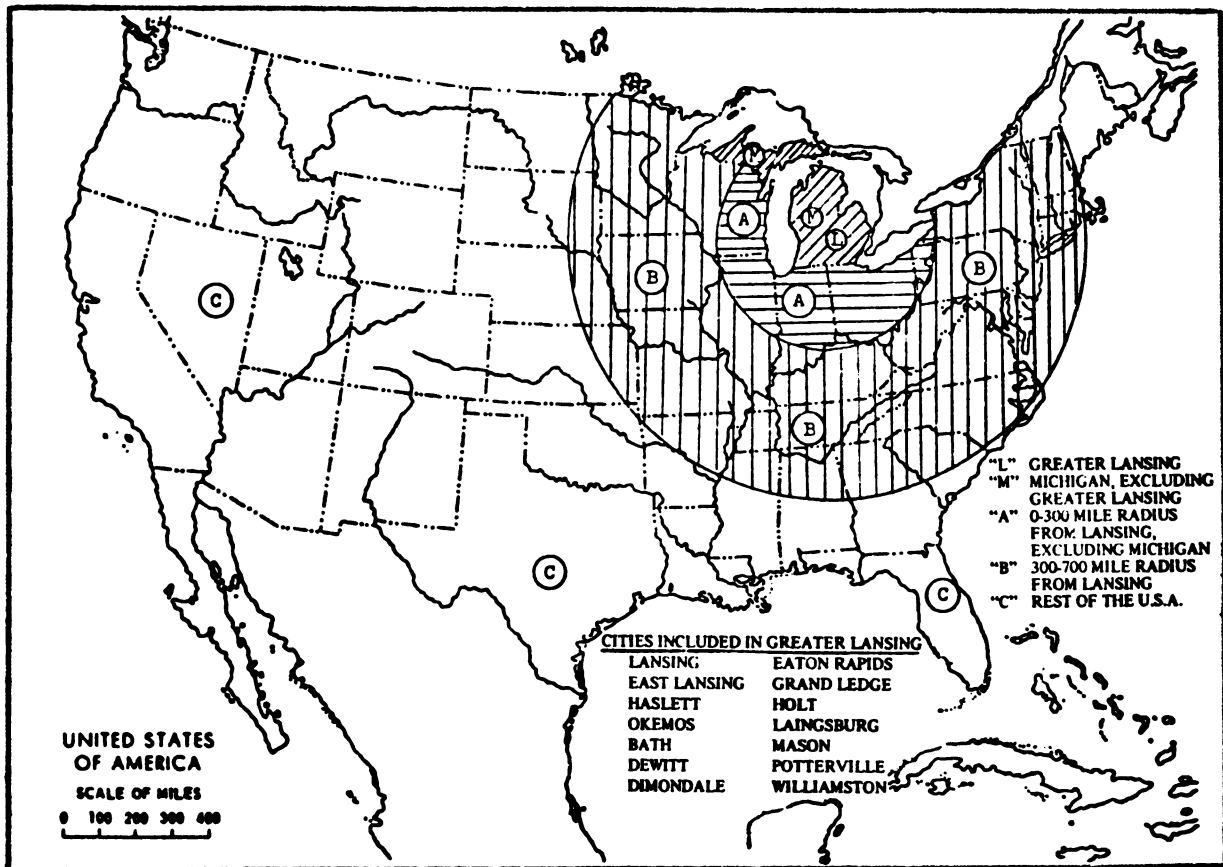 M
A
M
L
B
B
C
A
B
"L" GREATER LANSING
"M" MICHIGAN, EXCLUDING
GREATER LANSING
"A" 0-300 MILE RADIUS
FROM LANSING,
EXCLUDING MICHIGAN
"B" 300-700 MILE RADIUS
FROM LANSING
"C" REST OF THE U.S.A.
C
C
CITIES INCLUDED IN GREATER LANSING
LANSING EATON RAPIDS
EAST LANSING GRAND LEDGE
HASLETT HOLT
OKEMOS LAINGSBURG
BATH MASON
DEWITT POTTERVILLE
DIMONDALE WILLIAMSTON
UNITED STATES
OF AMERICA
SCALE OF MILES
0 100 200 300 400